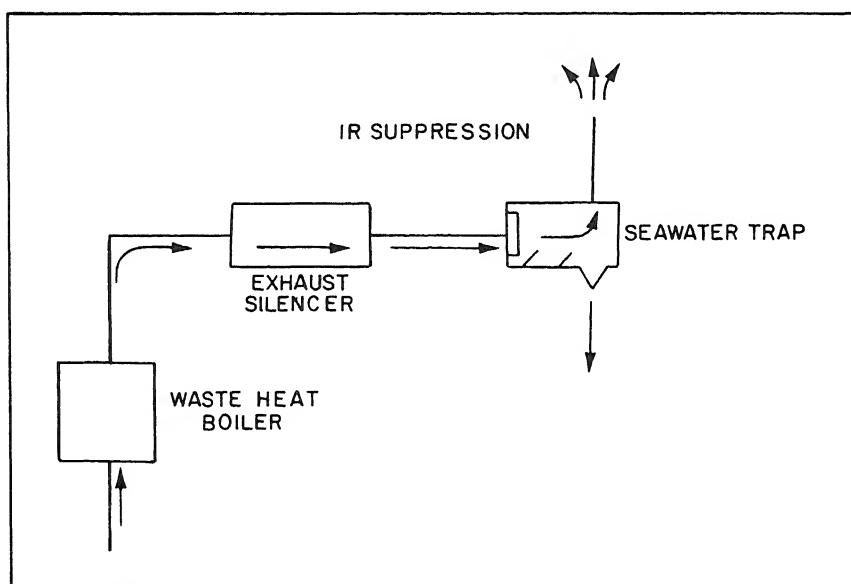 IR SUPPRESSION
SEAWATER TRAP
EXHAUST
SILENCER
WASTE HEAT
BOILER